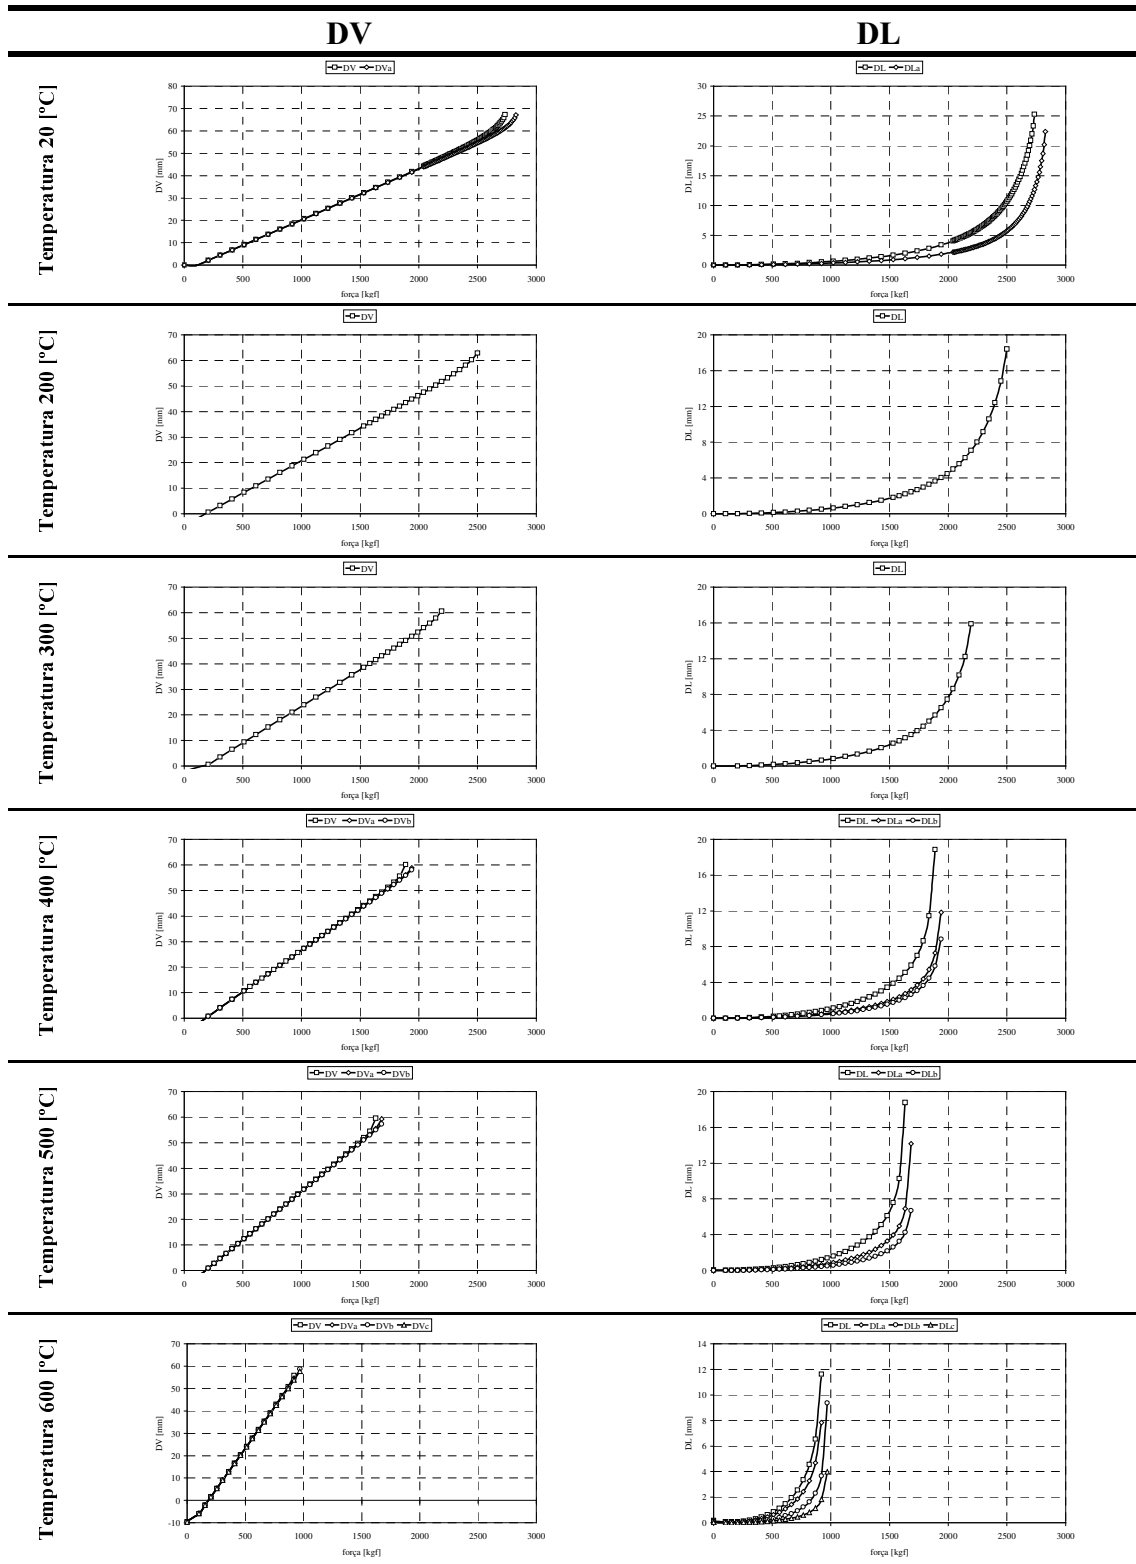 DV DL
Temperatura 20 [ºC]
DV DVa
DV [mm]
80
70
60
50
40
30
20
10
0
0 500 1000 1500 2000 2500 3000
força [kgf]
DL DLa
DL [mm]
30
25
20
15
10
5
0
0 500 1000 1500 2000 2500 3000
força [kgf]
Temperatura 200 [ºC]
DV
DV [mm]
70
60
50
40
30
20
10
0
0 500 1000 1500 2000 2500 3000
força [kgf]
DL
DL [mm]
20
16
12
8
4
0
0 500 1000 1500 2000 2500 3000
força [kgf]
Temperatura 300 [ºC]
DV
DV [mm]
70
60
50
40
30
20
10
0
0 500 1000 1500 2000 2500 3000
força [kgf]
DL
DL [mm]
20
16
12
8
4
0
0 500 1000 1500 2000 2500 3000
força [kgf]
Temperatura 400 [ºC]
DV DVa DVb
DV [mm]
70
60
50
40
30
20
10
0
0 500 1000 1500 2000 2500 3000
força [kgf]
DL DLa DLb
DL [mm]
20
16
12
8
4
0
0 500 1000 1500 2000 2500 3000
força [kgf]
Temperatura 500 [ºC]
DV DVa DVb
DV [mm]
70
60
50
40
30
20
10
0
0 500 1000 1500 2000 2500 3000
força [kgf]
DL DLa DLb
DL [mm]
20
16
12
8
4
0
0 500 1000 1500 2000 2500 3000
força [kgf]
Temperatura 600 [ºC]
DV DVa DVb DVc
DV [mm]
70
60
50
40
30
20
10
0
-10
0 500 1000 1500 2000 2500 3000
força [kgf]
DL DLa DLb DLc
DL [mm]
14
12
10
8
6
4
2
0
0 500 1000 1500 2000 2500 3000
força [kgf]